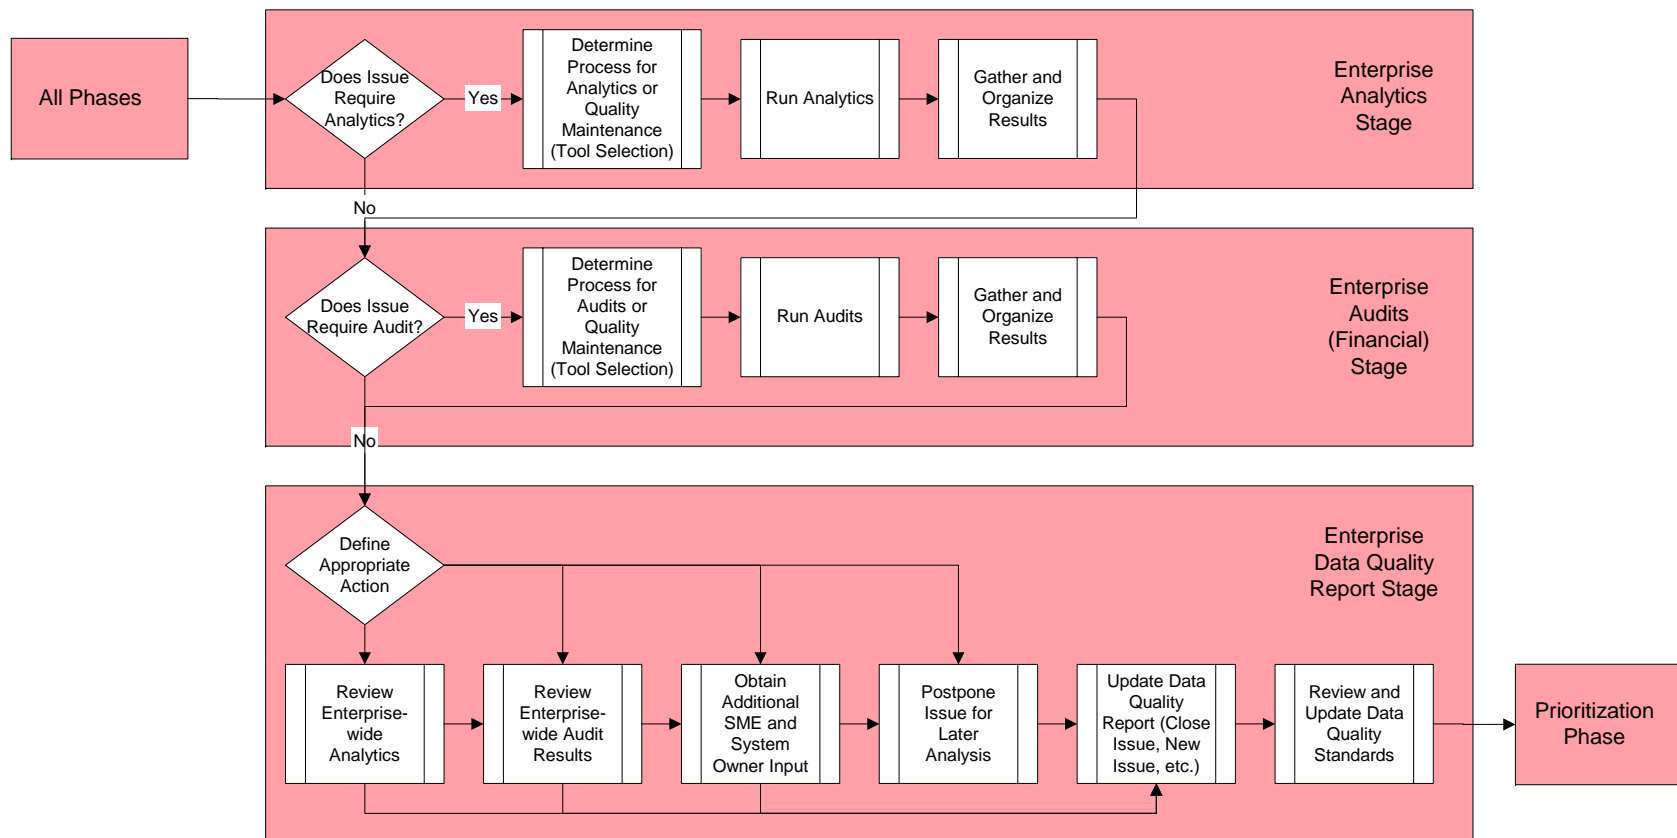 All Phases
Does Issue
Require
Analytics?
Yes
Determine
Process for
Analytics or
Quality
Maintenance
(Tool Selection)
Run Analytics
Gather and
Organize
Results
Enterprise
Analytics
Stage
No
Does Issue
Require Audit?
Yes
Determine
Process for
Audits or
Quality
Maintenance
(Tool Selection)
Run Audits
Gather and
Organize
Results
Enterprise
Audits
(Financial)
Stage
No
Define
Appropriate
Action
Enterprise
Data Quality
Report Stage
Review
Enterprise-
wide
Analytics
Review
Enterprise-
wide Audit
Results
Obtain
Additional
SME and
System
Owner Input
Postpone
Issue for
Later
Analysis
Update Data
Quality
Report (Close
Issue, New
Issue, etc.)
Review and
Update Data
Quality
Standards
Prioritization
Phase